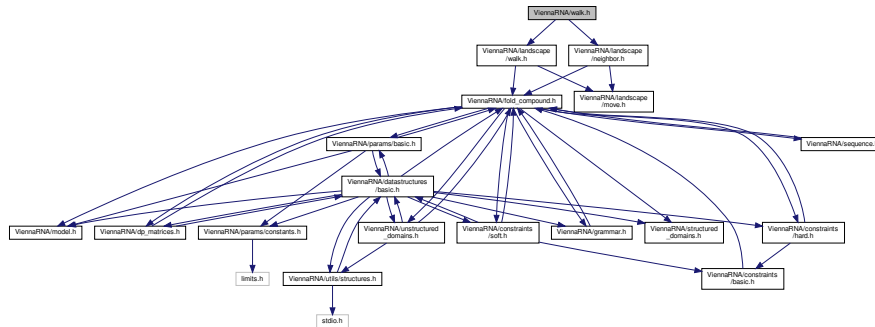 ViennaRNA/walk.h
ViennaRNA/landscape
/walk.h
ViennaRNA/landscape
/neighbor.h
ViennaRNA/fold_compound.h
ViennaRNA/landscape
/move.h
ViennaRNA/params/basic.h
ViennaRNA/sequence.h
ViennaRNA/datastructures
/basic.h
ViennaRNA/model.h
ViennaRNA/dp_matrices.h
ViennaRNA/params/constants.h
ViennaRNA/unstructured
_domains.h
ViennaRNA/constraints
/soft.h
ViennaRNA/grammar.h
ViennaRNA/structured
_domains.h
ViennaRNA/constraints
/hard.h
limits.h
ViennaRNA/utils/structures.h
ViennaRNA/constraints
/basic.h
stdio.h